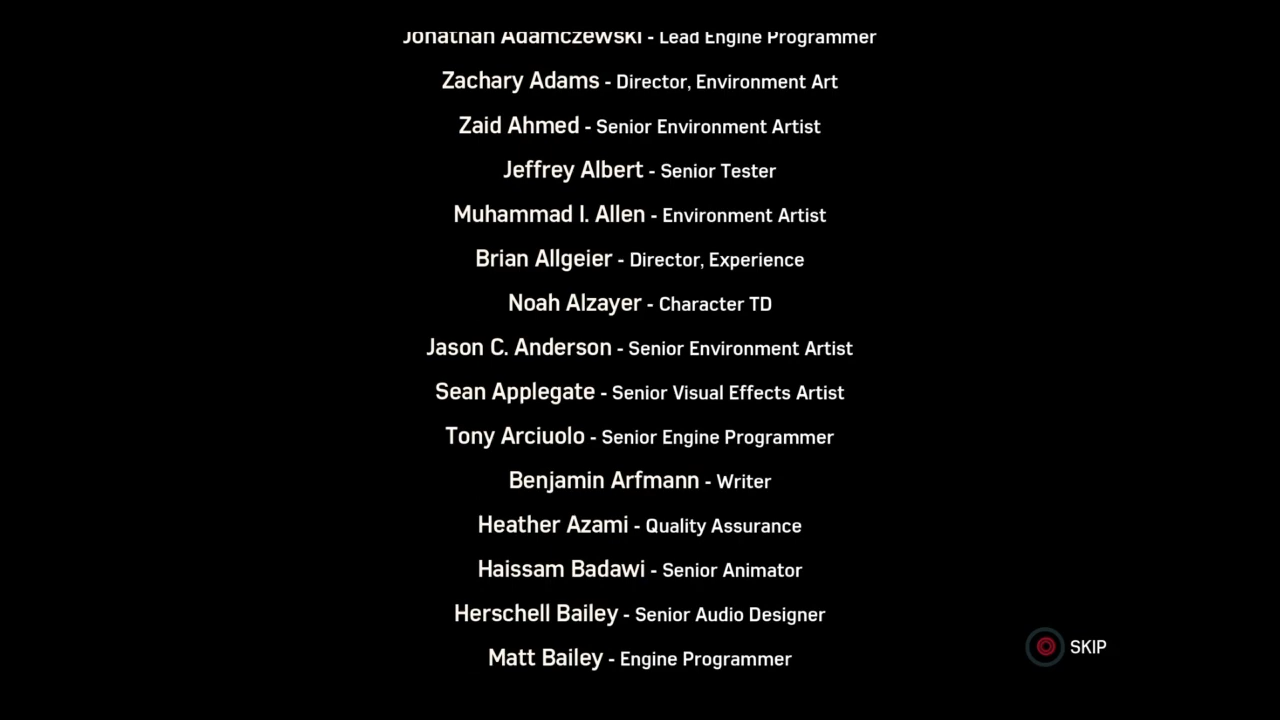 Jonathan Adamczewski - Lead Engine Programmer
Zachary Adams - Director, Environment Art
Zaid Ahmed - Senior Environment Artist
Jeffrey Albert - Senior Tester
Muhammad I. Allen - Environment Artist
Brian Allgeier - Director, Experience
Noah Alzayer - Character TD
Jason C. Anderson - Senior Environment Artist
Sean Applegate - Senior Visual Effects Artist
Tony Arciuolo - Senior Engine Programmer
Benjamin Arfmann - Writer
Heather Azami - Quality Assurance
Haissam Badawi - Senior Animator
Herschell Bailey - Senior Audio Designer
Matt Bailey - Engine Programmer
SKIP